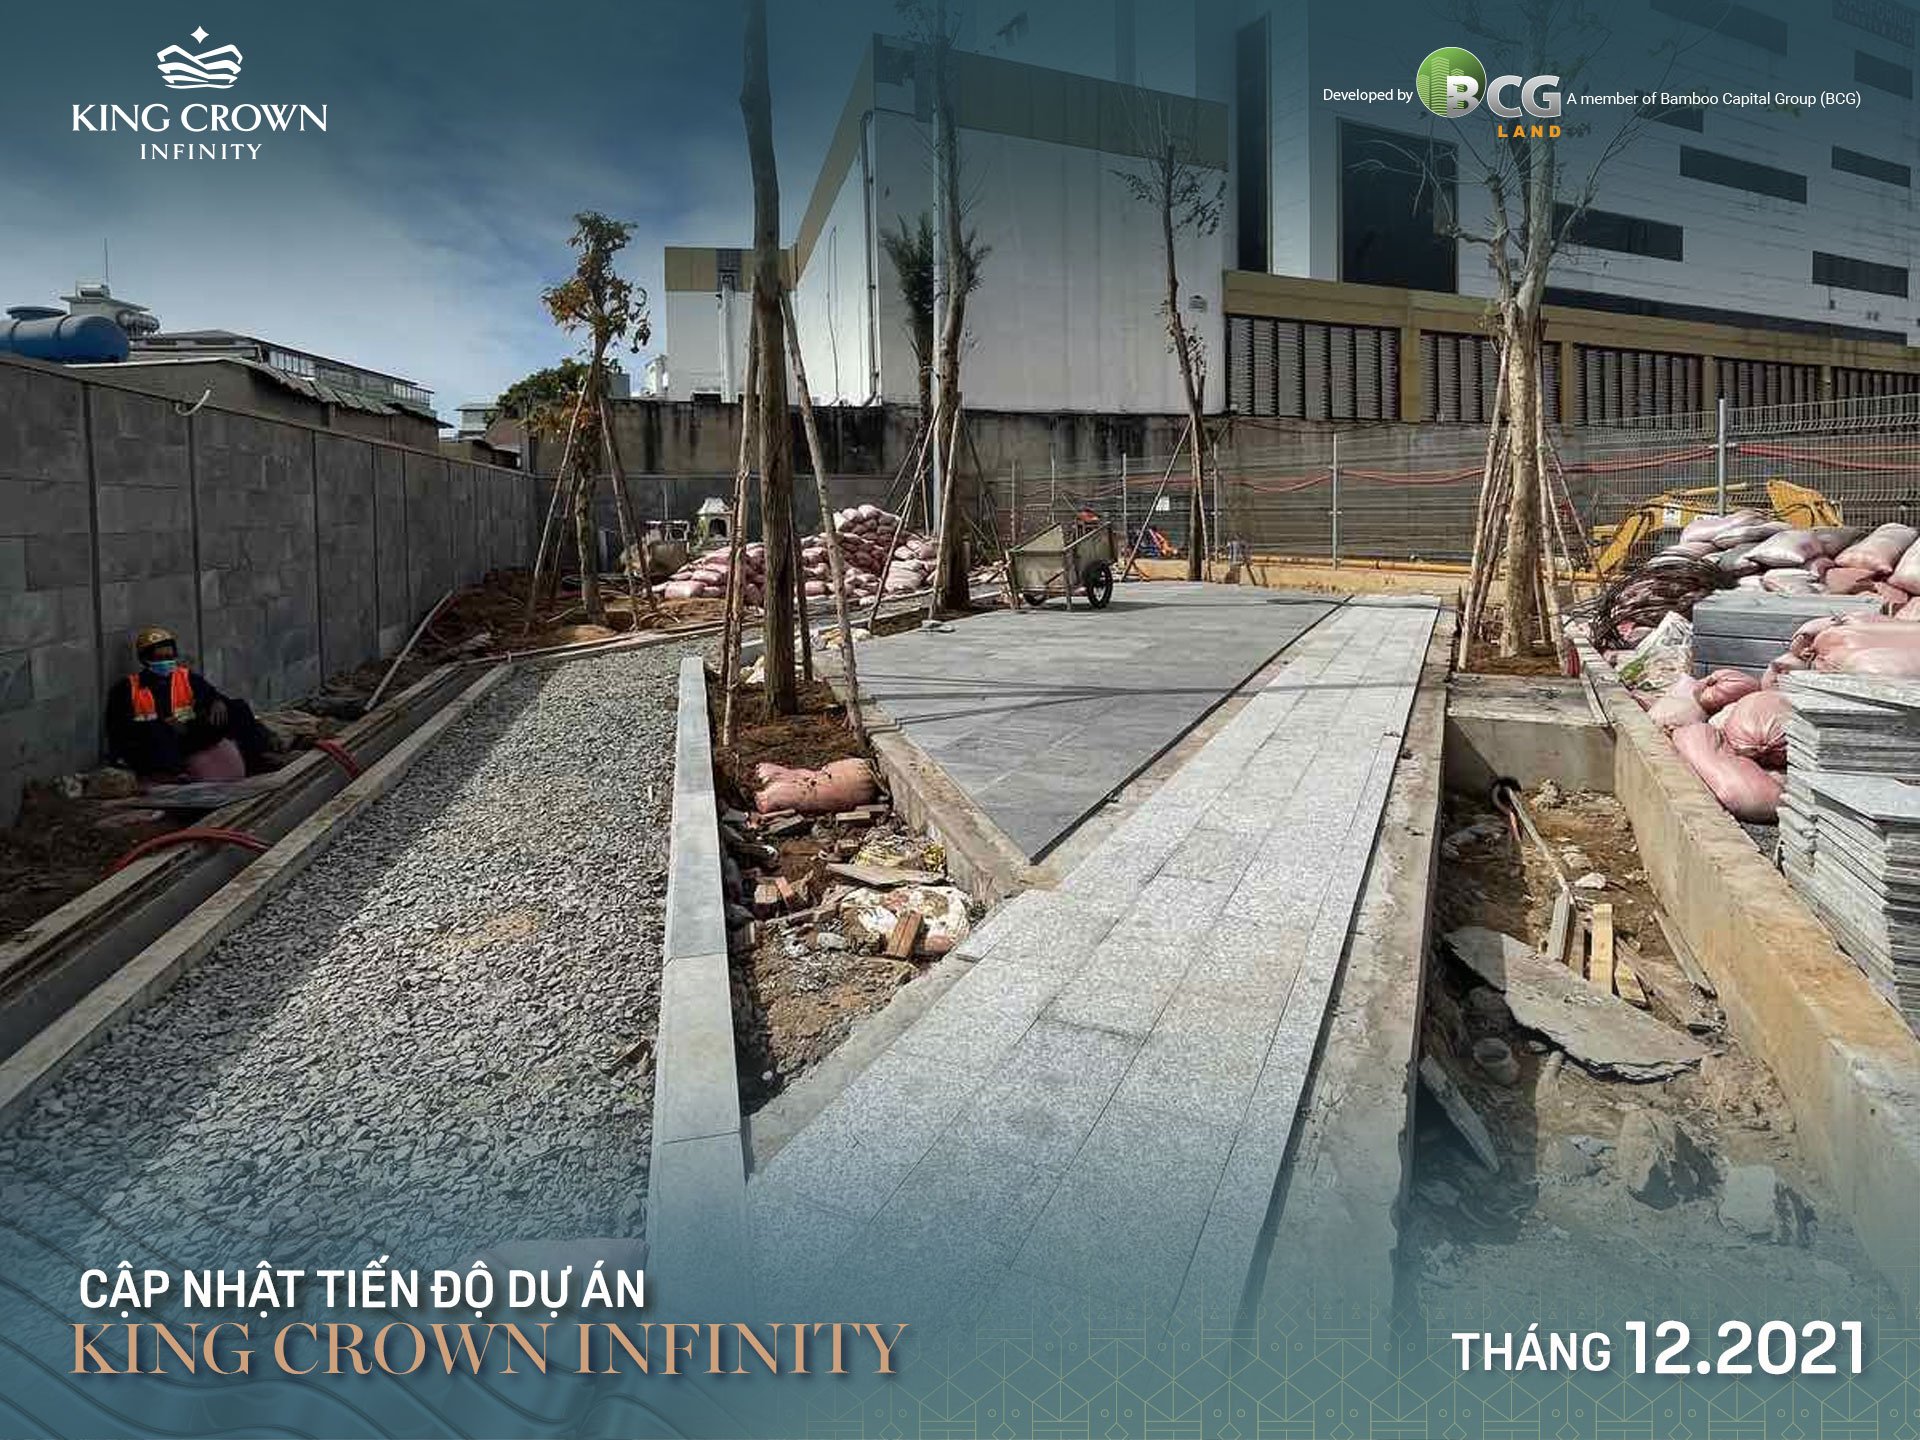 KING CROWN
INFINITY
Developed by BCG LAND A member of Bamboo Capital Group (BCG)
CẬP NHẬT TIẾN ĐỘ DỰ ÁN
KING CROWN INFINITY
THÁNG 12.2021